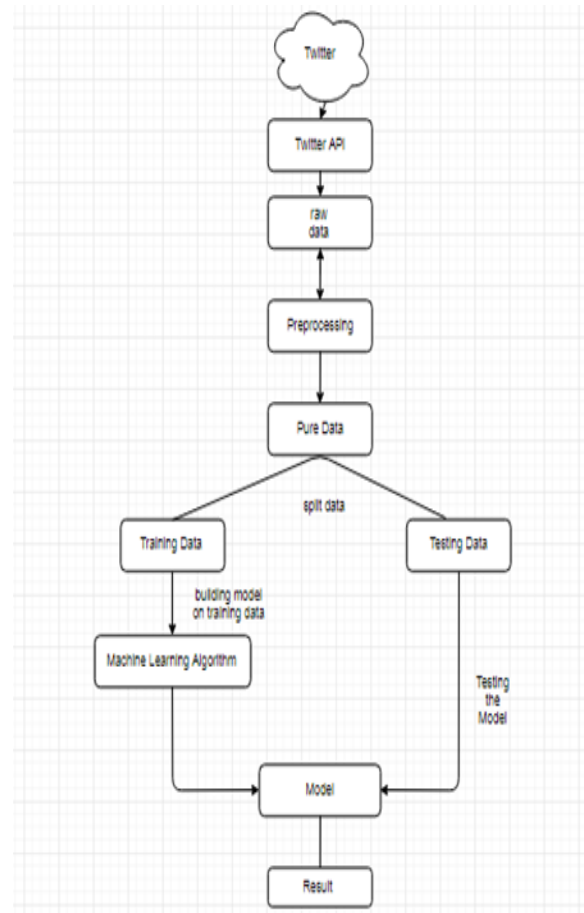 Twitter
Twitter API
raw
data
Preprocessing
Pure Data
split data
Training Data
Testing Data
building model
on training data
Machine Learning Algorithm
Testing
the
Model
Model
Result